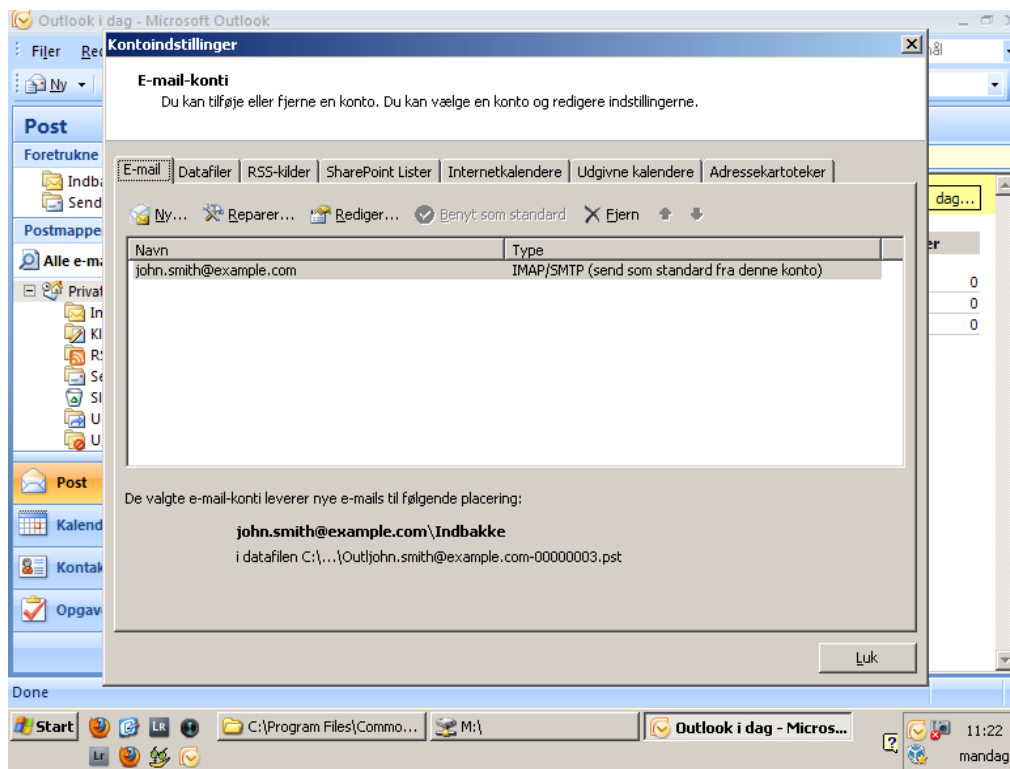 Outlook i dag - Microsoft Outlook
Filer
Kontoindstillinger
E-mail-konti
Du kan tilføje eller fjerne en konto. Du kan vælge en konto og redigere indstillingerne.
Ny
Post
Foretrukne
Send
Postmappe
Alle e-ma
Privat
Post
Kalend
Kontak
Opgav
E-mail Datafiler RSS-kilder SharePoint Lister Internetkalendere Udgivne kalendere Adressekartoteker
Ny... Reparer... Rediger... Benyt som standard Fjern
Navn Type
john.smith@example.com IMAP/SMTP (send som standard fra denne konto)
De valgte e-mail-konti leverer nye e-mails til følgende placering:
john.smith@example.com\Indbakke
i datafilen C:\...\Outljohn.smith@example.com-00000003.pst
Luk
dag...
0
0
0
Done
Start C:\Program Files\Commo... M:\ Outlook i dag - Micros... 11:22
mandag